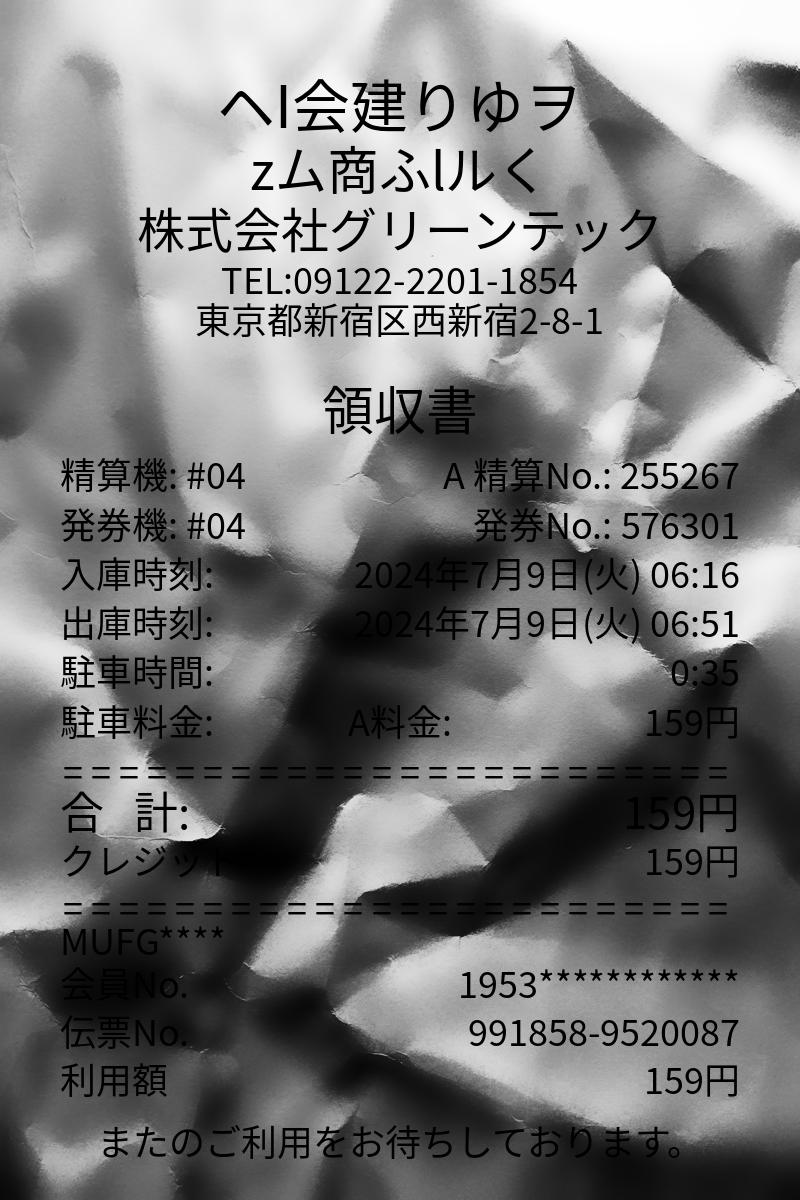 ヘl会建りゆヲ
zム商ふlルく
株式会社グリーンテック
TEL:09122-2201-1854
東京都新宿区西新宿2-8-1
領収書
精算機: #04 A 精算No.: 255267
発券機: #04 発券No.: 576301
入庫時刻: 2024年7月9日(火) 06:16
出庫時刻: 2024年7月9日(火) 06:51
駐車時間: 0:35
駐車料金: A料金: 159円
========================
合 計: 159円
クレジット 159円
========================
MUFG****
会員No. 1953************
伝票No. 991858-9520087
利用額 159円
またのご利用をお待ちしております。